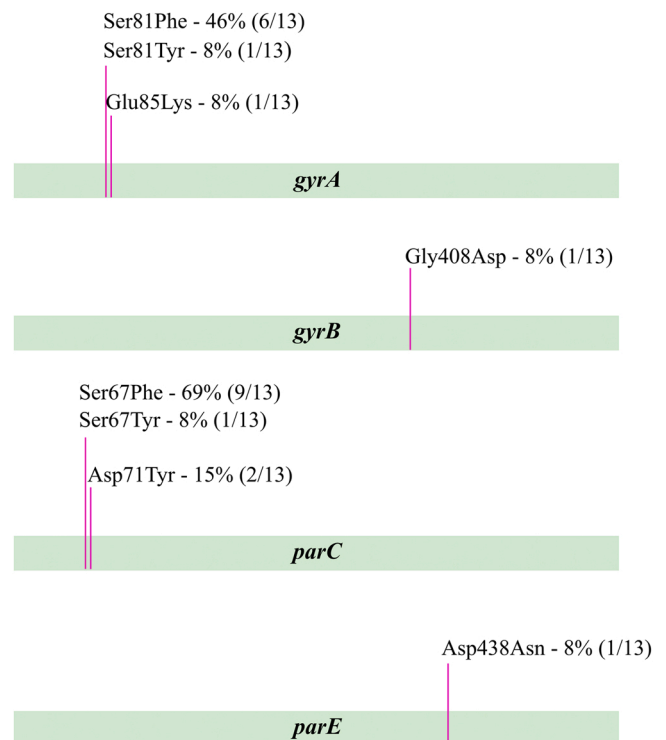 Ser81Phe - 46% (6/13)
Ser81Tyr - 8% (1/13)
Glu85Lys - 8% (1/13)
gyrA
Gly408Asp - 8% (1/13)
gyrB
Ser67Phe - 69% (9/13)
Ser67Tyr - 8% (1/13)
Asp71Tyr - 15% (2/13)
parC
Asp438Asn - 8% (1/13)
parE